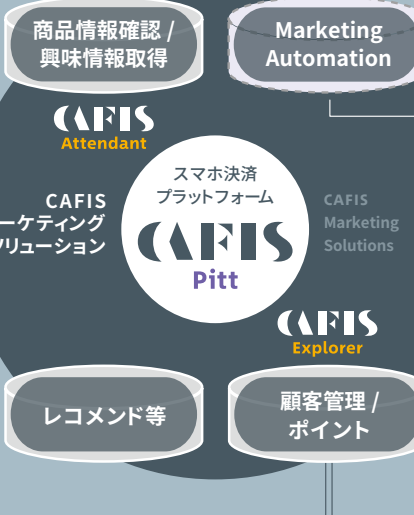 商品情報確認 /
興味情報取得
Marketing
Automation
CAFIS
Attendant
スマホ決済
プラットフォーム
CAFIS
Pitt
CAFIS
ーケティング
リューション
CAFIS
Marketing
Solutions
CAFIS
Explorer
レコメンド等
顧客管理 /
ポイント